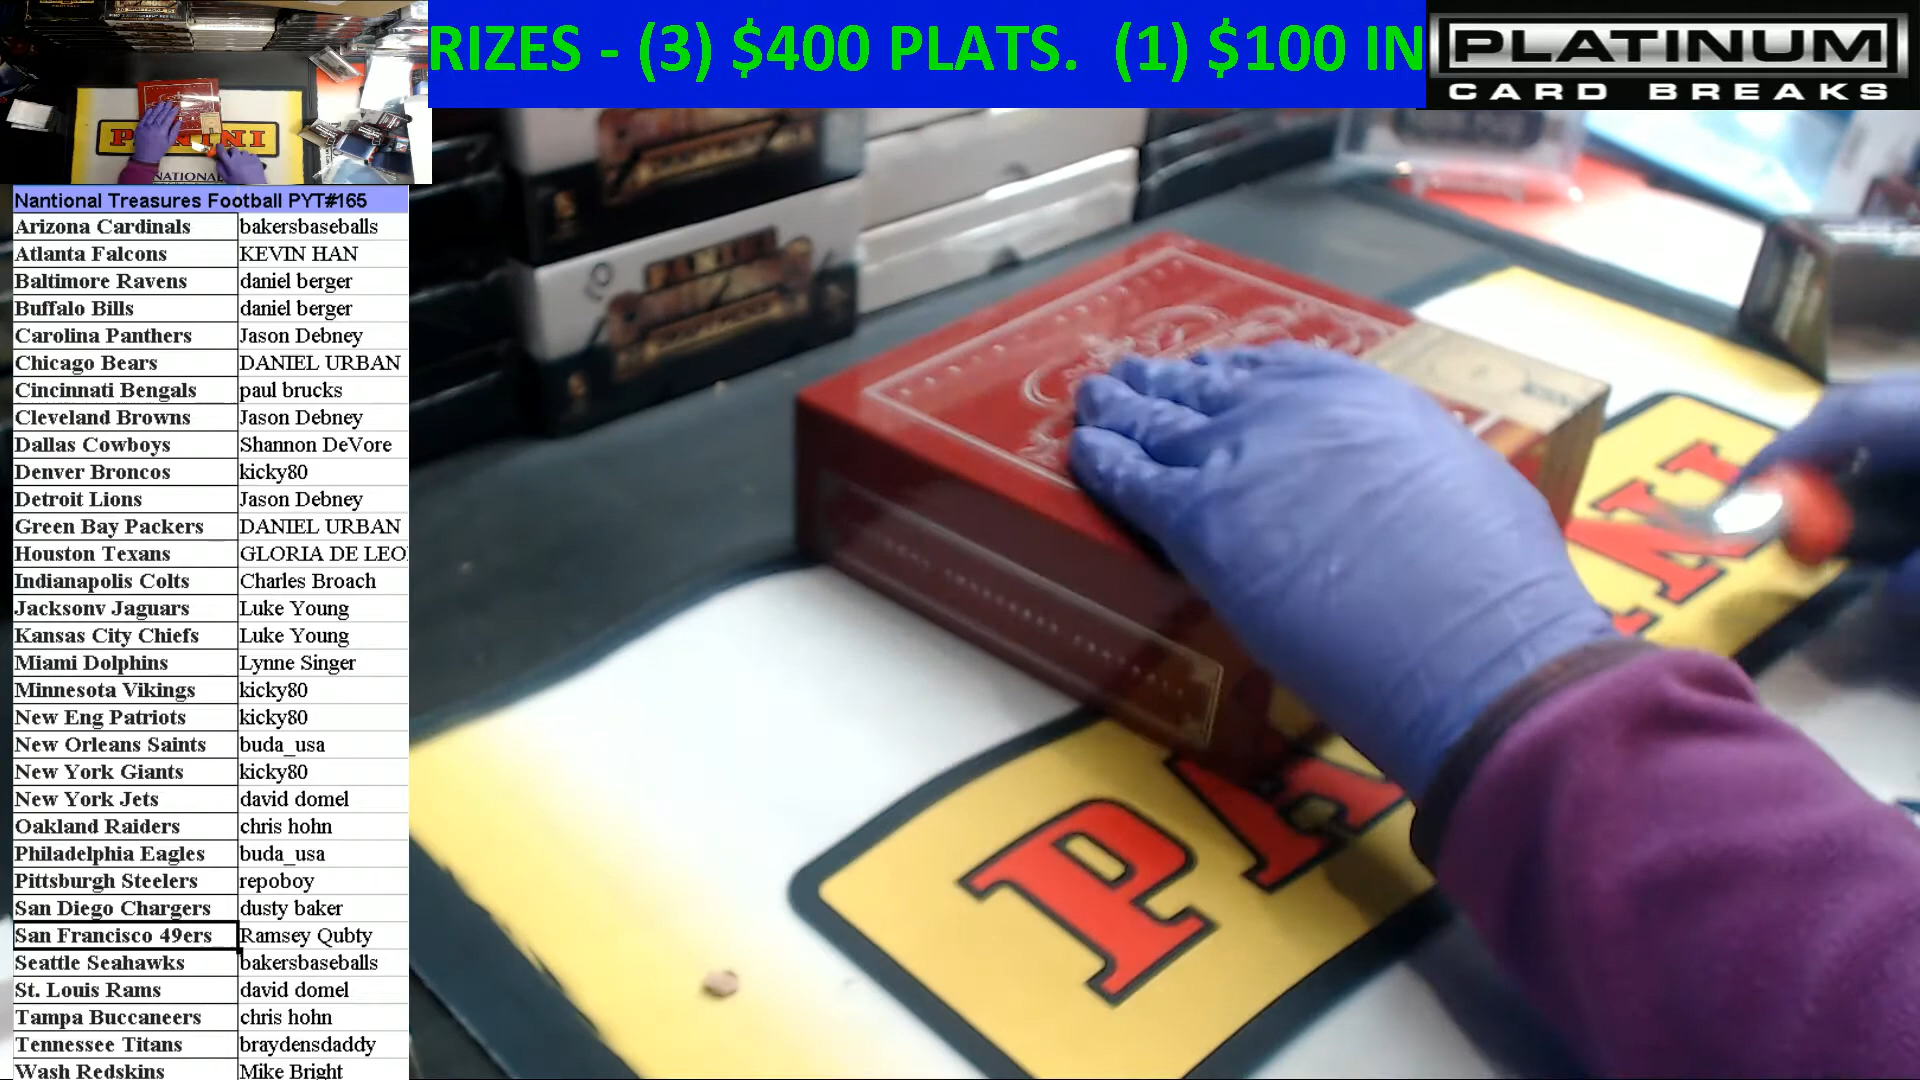 RIZES - (3) $400 PLATS. (1) $100 IN
PLATINUM
CARD BREAKS
PANINI
NATIONAL
Nantional Treasures Football PYT#165
Arizona Cardinals bakersbaseballs
Atlanta Falcons KEVIN HAN
Baltimore Ravens daniel berger
Buffalo Bills daniel berger
Carolina Panthers Jason Debney
Chicago Bears DANIEL URBAN
Cincinnati Bengals paul brucks
Cleveland Browns Jason Debney
Dallas Cowboys Shannon DeVore
Denver Broncos kicky80
Detroit Lions Jason Debney
Green Bay Packers DANIEL URBAN
Houston Texans GLORIA DE LEO
Indianapolis Colts Charles Broach
Jacksonv Jaguars Luke Young
Kansas City Chiefs Luke Young
Miami Dolphins Lynne Singer
Minnesota Vikings kicky80
New Eng Patriots kicky80
New Orleans Saints buda_usa
New York Giants kicky80
New York Jets david domel
Oakland Raiders chris hohn
Philadelphia Eagles buda_usa
Pittsburgh Steelers repoboy
San Diego Chargers dusty baker
San Francisco 49ers Ramsey Qubty
Seattle Seahawks bakersbaseballs
St. Louis Rams david domel
Tampa Buccaneers chris hohn
Tennessee Titans braydensdaddy
Wash Redskins Mike Bright